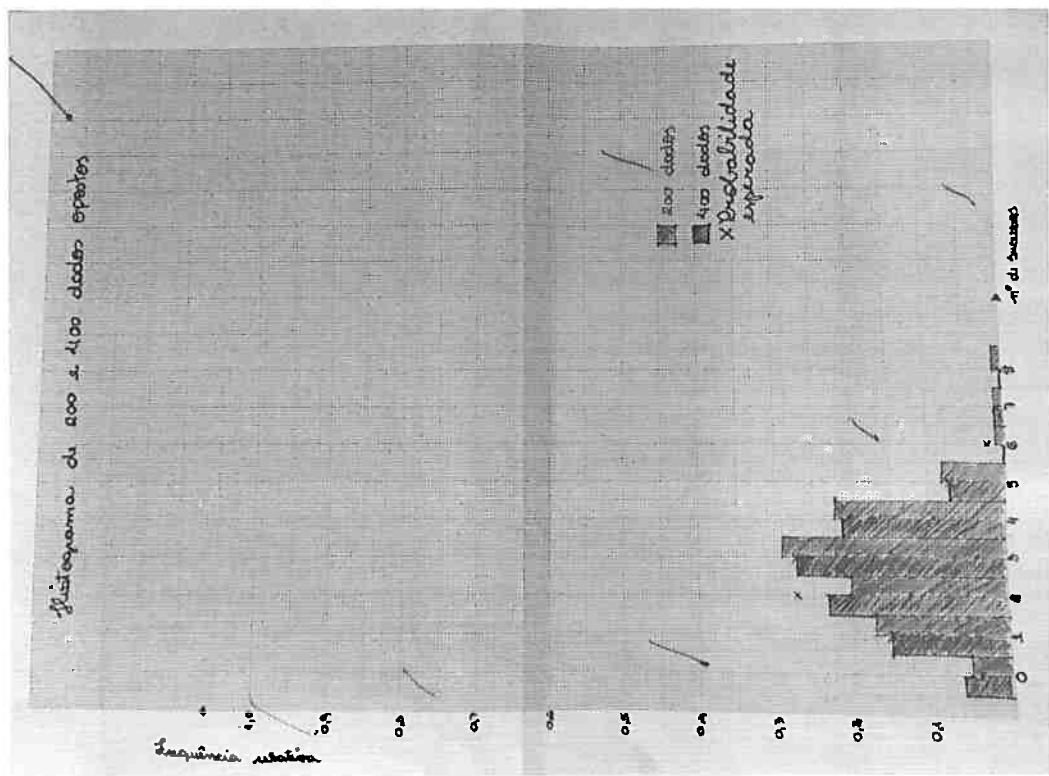 Histograma de 200 e 400 dados opostos
Frequência relativa
1,0
0,9
0,8
0,7
0,6
0,5
0,4
0,3
0,2
0,1
200 dados
400 dados
X Probabilidade
esperada
0 1 2 3 4 5 6 7 8
nº de sucessos